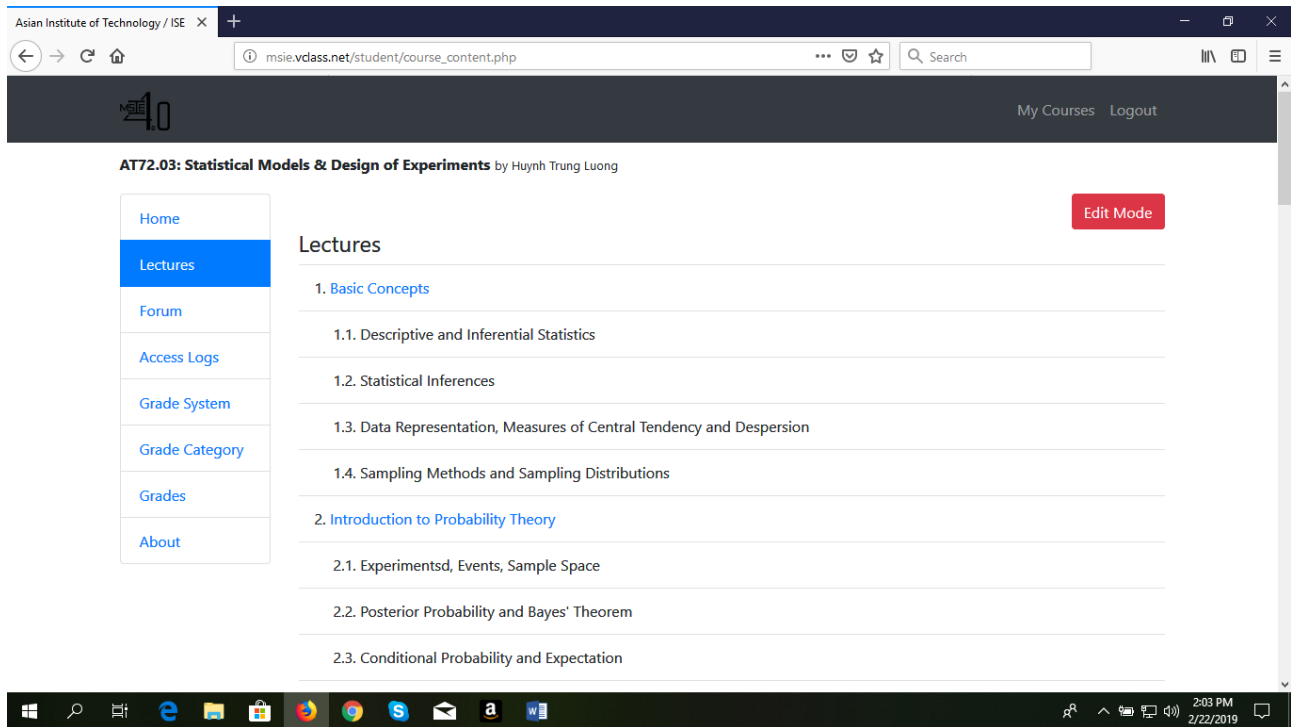 Asian Institute of Technology / ISE
msie.vclass.net/student/course_content.php
Search
MSIE 4.0
My Courses Logout
AT72.03: Statistical Models & Design of Experiments by Huynh Trung Luong
Home
Lectures
Forum
Access Logs
Grade System
Grade Category
Grades
About
Edit Mode
Lectures
1. Basic Concepts
1.1. Descriptive and Inferential Statistics
1.2. Statistical Inferences
1.3. Data Representation, Measures of Central Tendency and Despersion
1.4. Sampling Methods and Sampling Distributions
2. Introduction to Probability Theory
2.1. Experimentsd, Events, Sample Space
2.2. Posterior Probability and Bayes' Theorem
2.3. Conditional Probability and Expectation
2:03 PM
2/22/2019